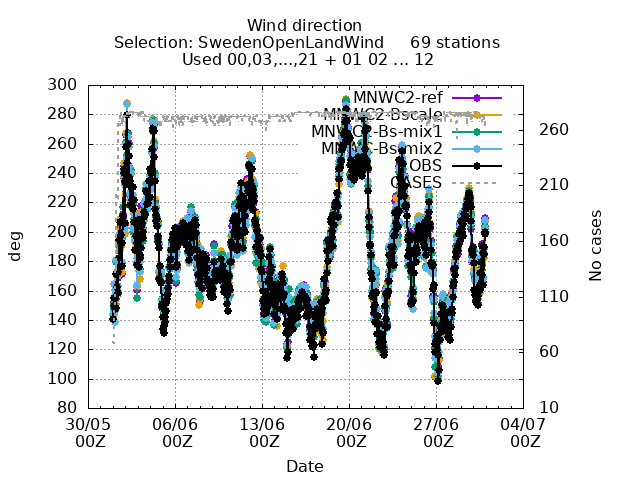 Wind direction
Selection: SwedenOpenLandWind 69 stations
Used 00,03,...,21 + 01 02 ... 12
300
280
260
240
220
200
180
160
140
120
100
80
deg
MNWC2-ref
MNWC2-Bscale
MNWC2-Bs-mix1
MNWC2-Bs-mix2
OBS
CASES
260
210
160
110
60
10
No cases
30/05 06/06 13/06 20/06 27/06 04/07
00Z 00Z 00Z 00Z 00Z 00Z
Date